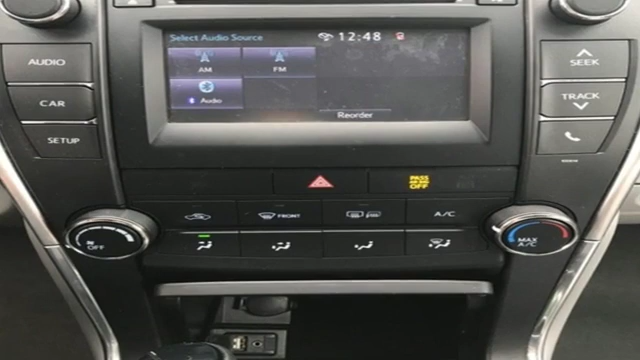 Select Audio Source
12:48
AM
FM
Audio
Reorder
AUDIO
CAR
SETUP
SEEK
TRACK
PASS
AIR BAG
OFF
FRONT
A/C
OFF
MAX
A/C